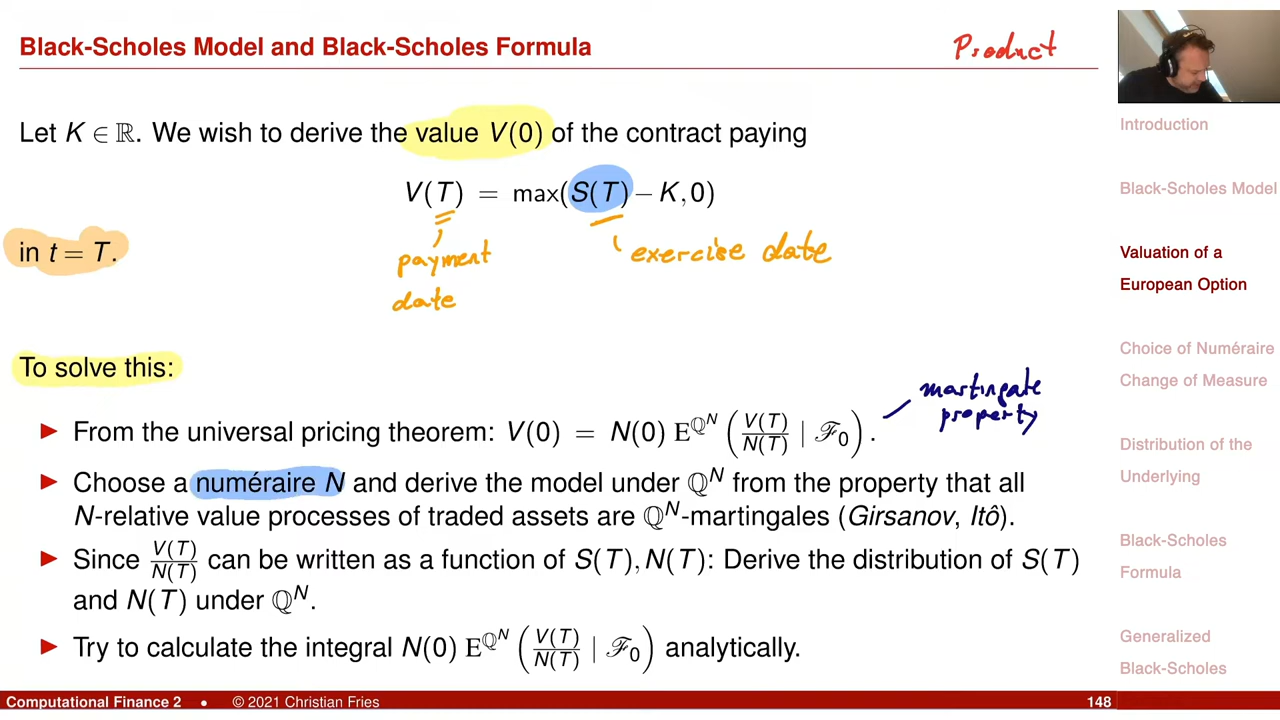 Black-Scholes Model and Black-Scholes Formula
Product
Let K ∈ ℝ. We wish to derive the value V(0) of the contract paying
V(T) = max(S(T) − K, 0)
in t = T.
payment
date
exercise date
To solve this:
martingale
property
► From the universal pricing theorem: V(0) = N(0) E^{ℚ^N} ( V(T)/N(T) | ℱ₀ ).
► Choose a numéraire N and derive the model under ℚ^N from the property that all
N-relative value processes of traded assets are ℚ^N-martingales (Girsanov, Itô).
► Since V(T)/N(T) can be written as a function of S(T), N(T): Derive the distribution of S(T)
and N(T) under ℚ^N.
► Try to calculate the integral N(0) E^{ℚ^N} ( V(T)/N(T) | ℱ₀ ) analytically.
Introduction
Black-Scholes Model
Valuation of a
European Option
Choice of Numéraire
Change of Measure
Distribution of the
Underlying
Black-Scholes
Formula
Generalized
Black-Scholes
Computational Finance 2 • © 2021 Christian Fries
148